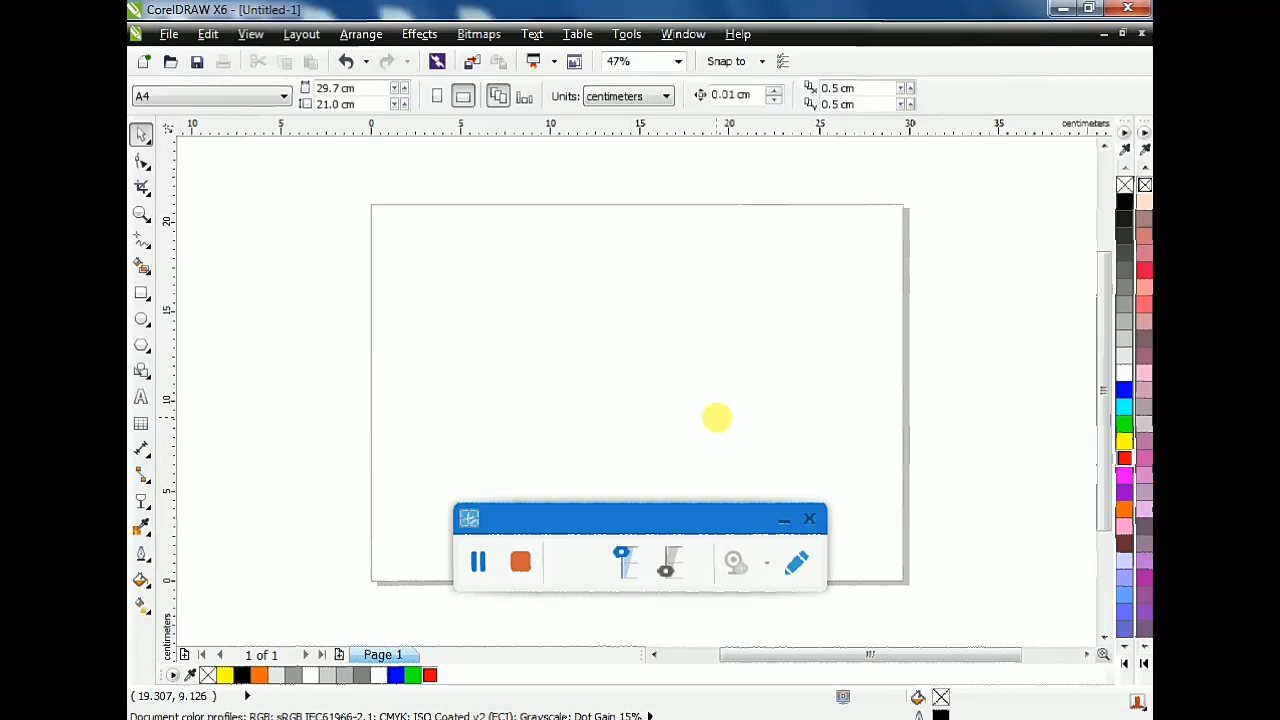 CorelDRAW X6 - [Untitled-1]
File Edit View Layout Arrange Effects Bitmaps Text Table Tools Window Help
47% Snap to
A4 29.7 cm 21.0 cm Units: centimeters 0.01 cm 0.5 cm 0.5 cm
10 5 0 5 10 15 20 25 30 35 centimeters
20
15
10
5
0
centimeters
1 of 1 Page 1
( 19.307, 9.126 )
Document color profiles: RGB: sRGB IEC61966-2.1; CMYK: ISO Coated v2 (ECI); Grayscale: Dot Gain 15%